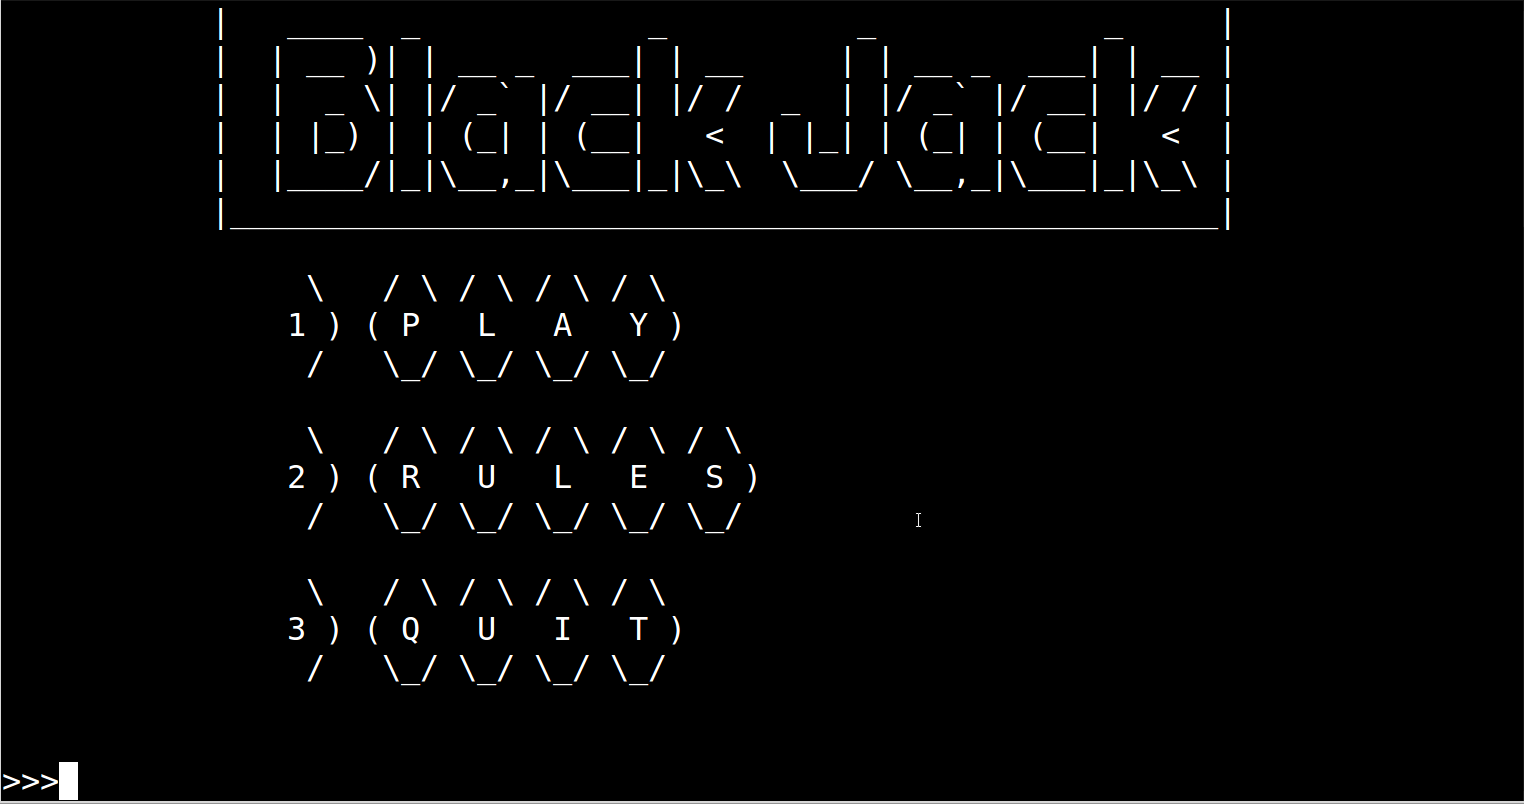 Black Jack
1 ) ( P L A Y )
2 ) ( R U L E S )
3 ) ( Q U I T )
>>>